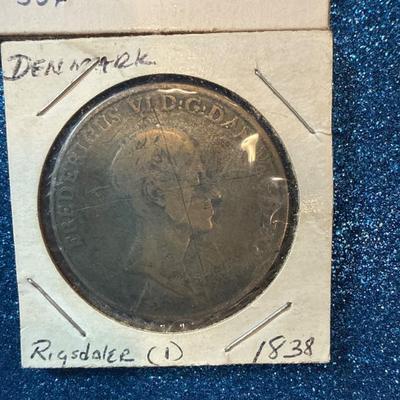 DENMARK
FREDERICUS VI D:G:DAN
Rigsdaler (1) 1838